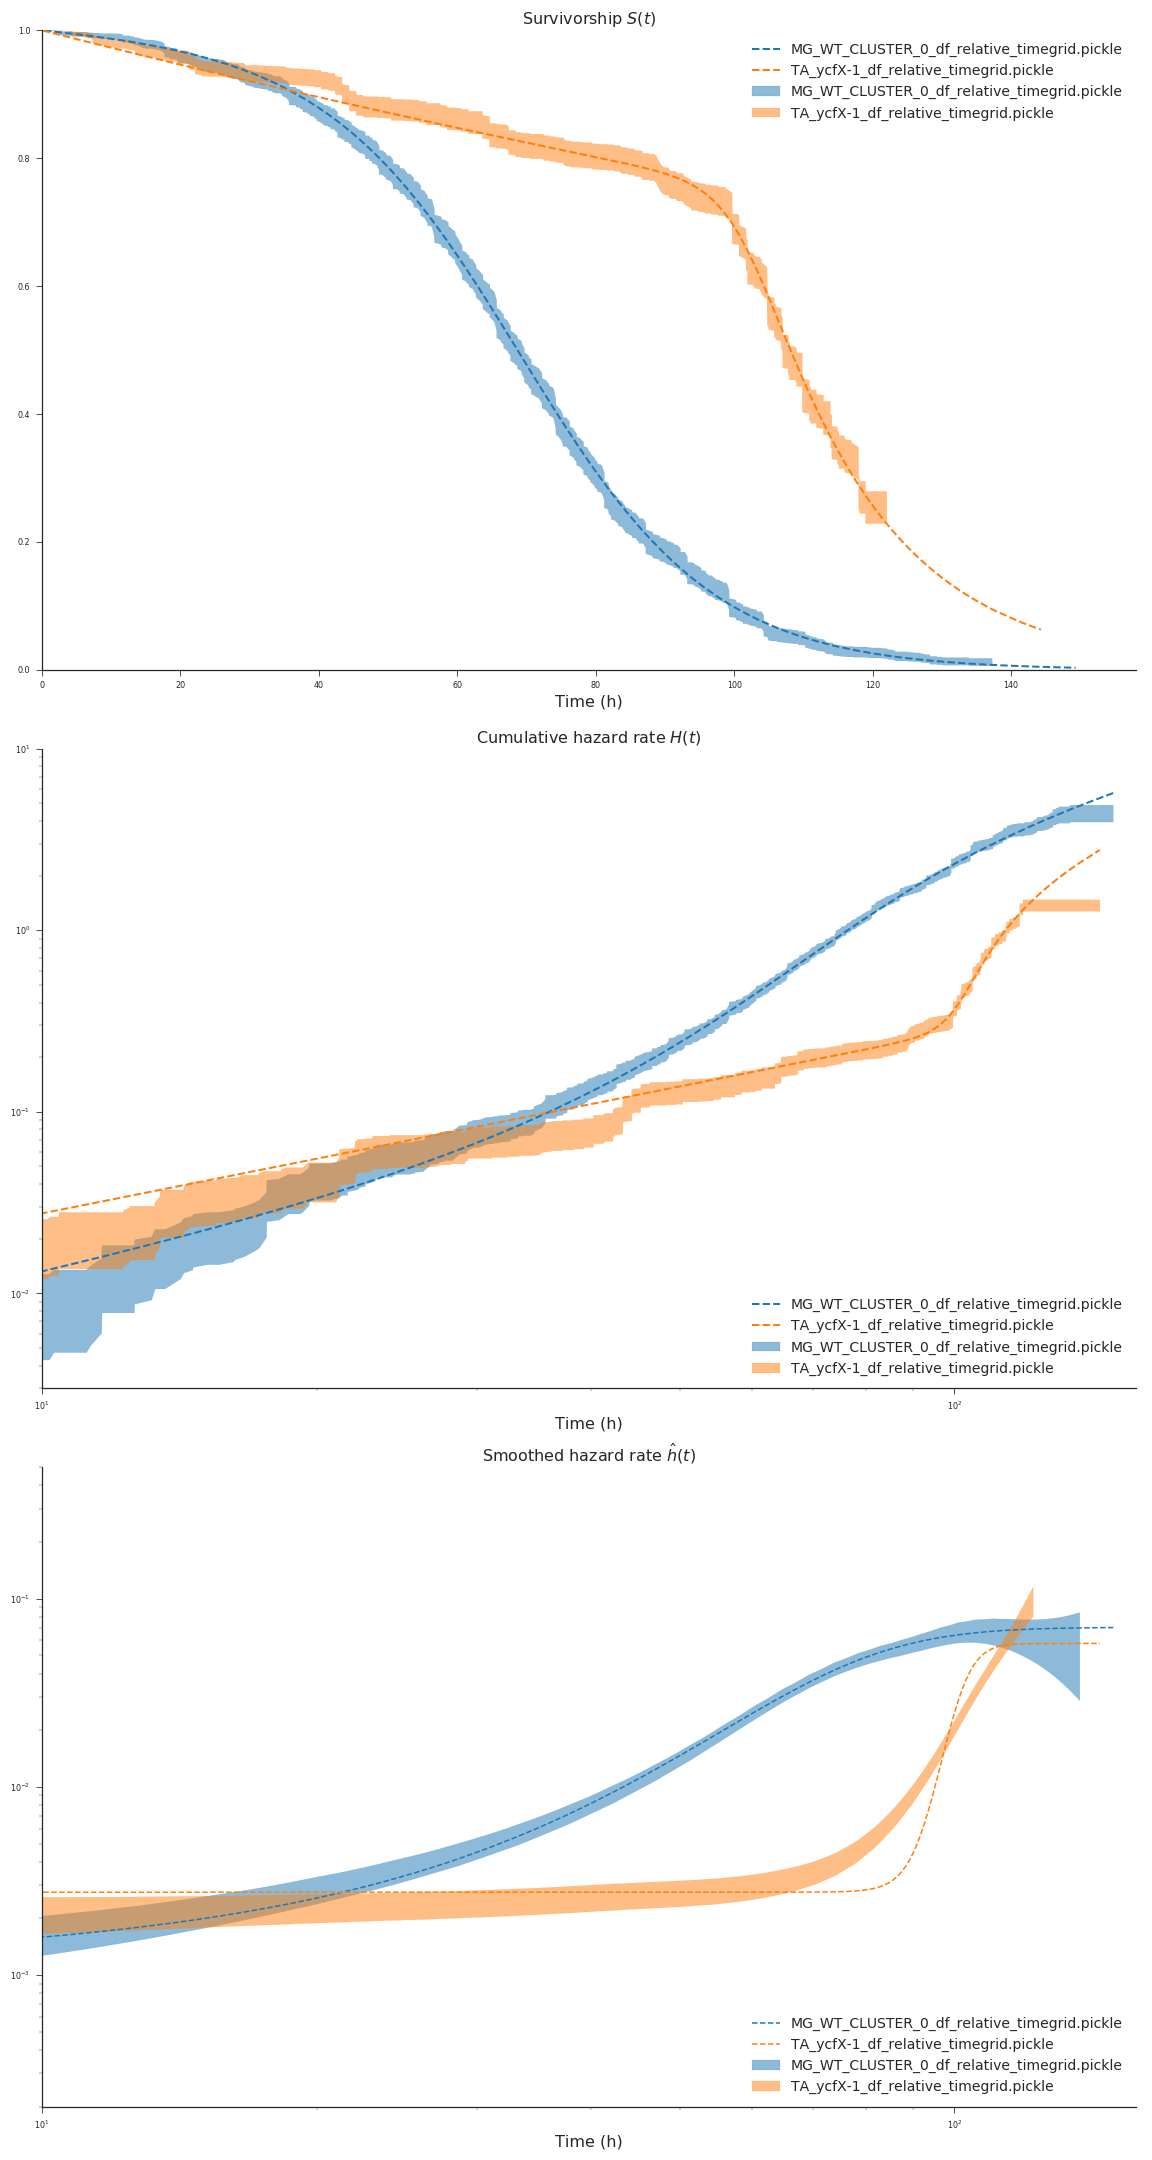 Survivorship S(t)
1.0
0.8
0.6
0.4
0.2
0.0
MG_WT_CLUSTER_0_df_relative_timegrid.pickle
TA_ycfX-1_df_relative_timegrid.pickle
MG_WT_CLUSTER_0_df_relative_timegrid.pickle
TA_ycfX-1_df_relative_timegrid.pickle
0 20 40 60 80 100 120 140
Time (h)
Cumulative hazard rate H(t)
10¹
10⁰
10⁻¹
10⁻²
MG_WT_CLUSTER_0_df_relative_timegrid.pickle
TA_ycfX-1_df_relative_timegrid.pickle
MG_WT_CLUSTER_0_df_relative_timegrid.pickle
TA_ycfX-1_df_relative_timegrid.pickle
10¹ 10²
Time (h)
Smoothed hazard rate ĥ(t)
10⁻¹
10⁻²
10⁻³
MG_WT_CLUSTER_0_df_relative_timegrid.pickle
TA_ycfX-1_df_relative_timegrid.pickle
MG_WT_CLUSTER_0_df_relative_timegrid.pickle
TA_ycfX-1_df_relative_timegrid.pickle
10¹ 10²
Time (h)